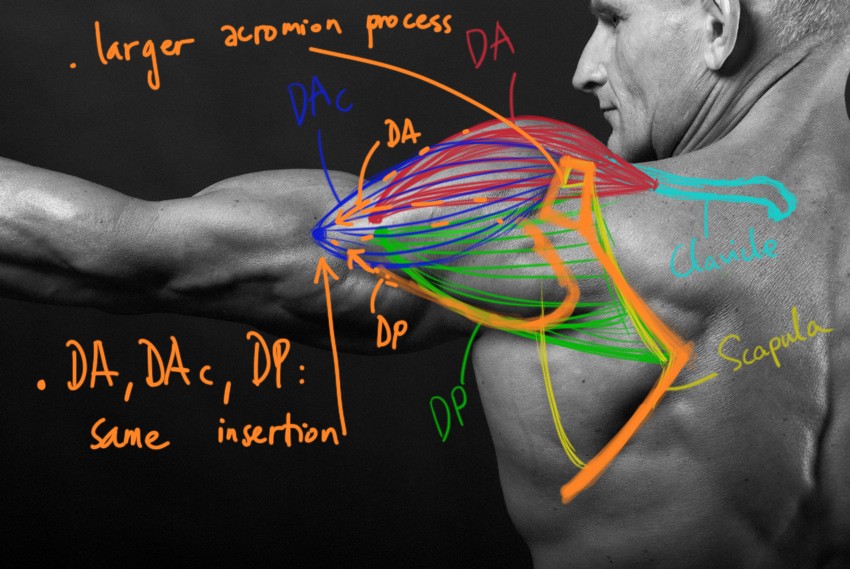 . larger acromion process
DA
DAc
DA
Clavicle
DP
Scapula
DP
. DA, DAc, DP:
same insertion